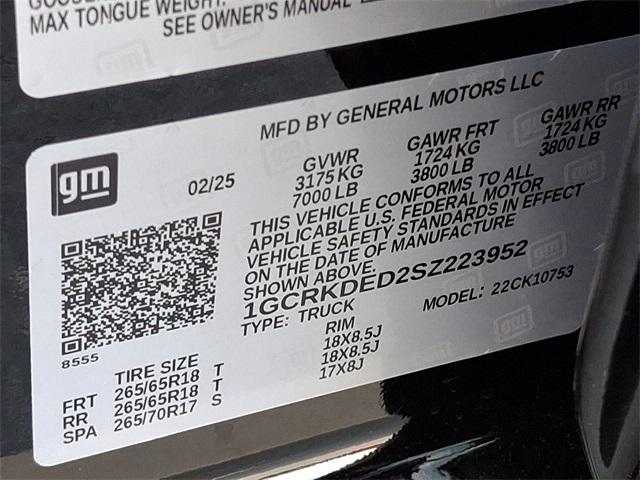 MAX TONGUE WEIGHT:
SEE OWNER'S MANUAL
MFD BY GENERAL MOTORS LLC
gm
02/25
GVWR GAWR FRT GAWR RR
3175 KG 1724 KG 1724 KG
7000 LB 3800 LB 3800 LB
THIS VEHICLE CONFORMS TO ALL
APPLICABLE U.S. FEDERAL MOTOR
VEHICLE SAFETY STANDARDS IN EFFECT
ON THE DATE OF MANUFACTURE
SHOWN ABOVE.
1GCRKDED2SZ223952
TYPE: TRUCK MODEL: 22CK10753
8555
TIRE SIZE RIM
FRT 265/65R18 T 18X8.5J
RR 265/65R18 T 18X8.5J
SPA 265/70R17 S 17X8J